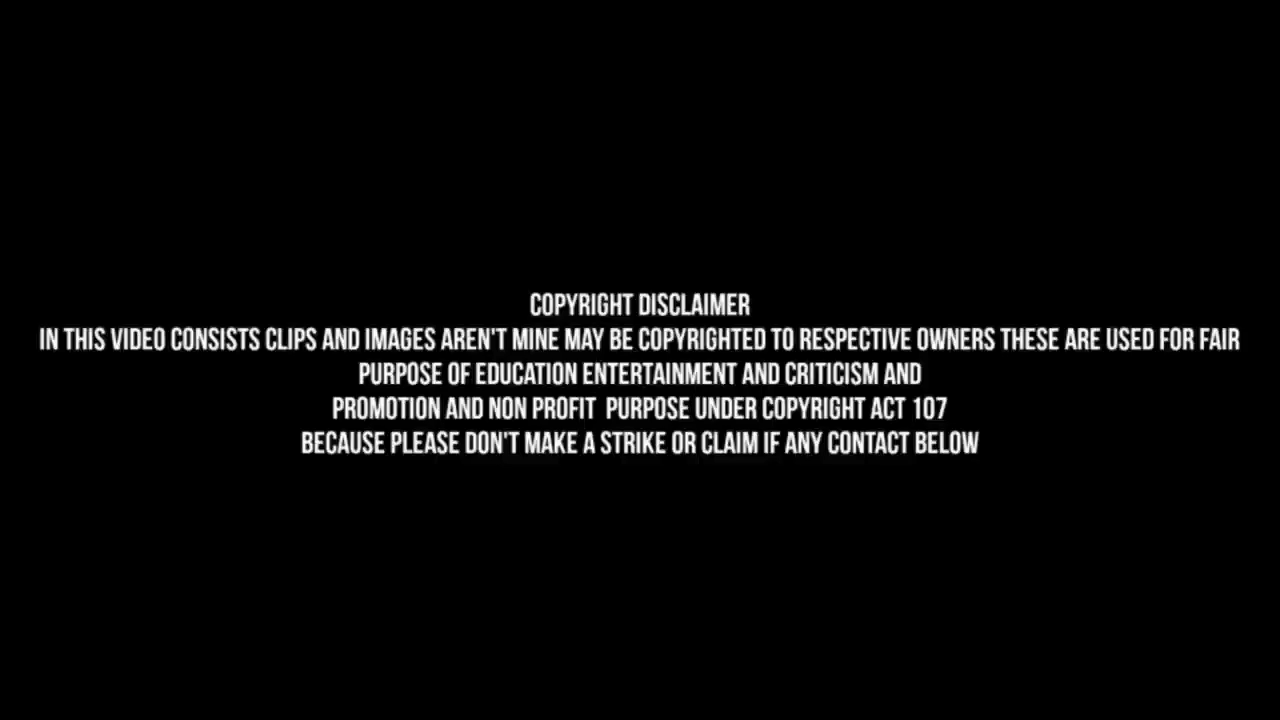 COPYRIGHT DISCLAIMER
IN THIS VIDEO CONSISTS CLIPS AND IMAGES AREN'T MINE MAY BE COPYRIGHTED TO RESPECTIVE OWNERS THESE ARE USED FOR FAIR
PURPOSE OF EDUCATION ENTERTAINMENT AND CRITICISM AND
PROMOTION AND NON PROFIT PURPOSE UNDER COPYRIGHT ACT 107
BECAUSE PLEASE DON'T MAKE A STRIKE OR CLAIM IF ANY CONTACT BELOW